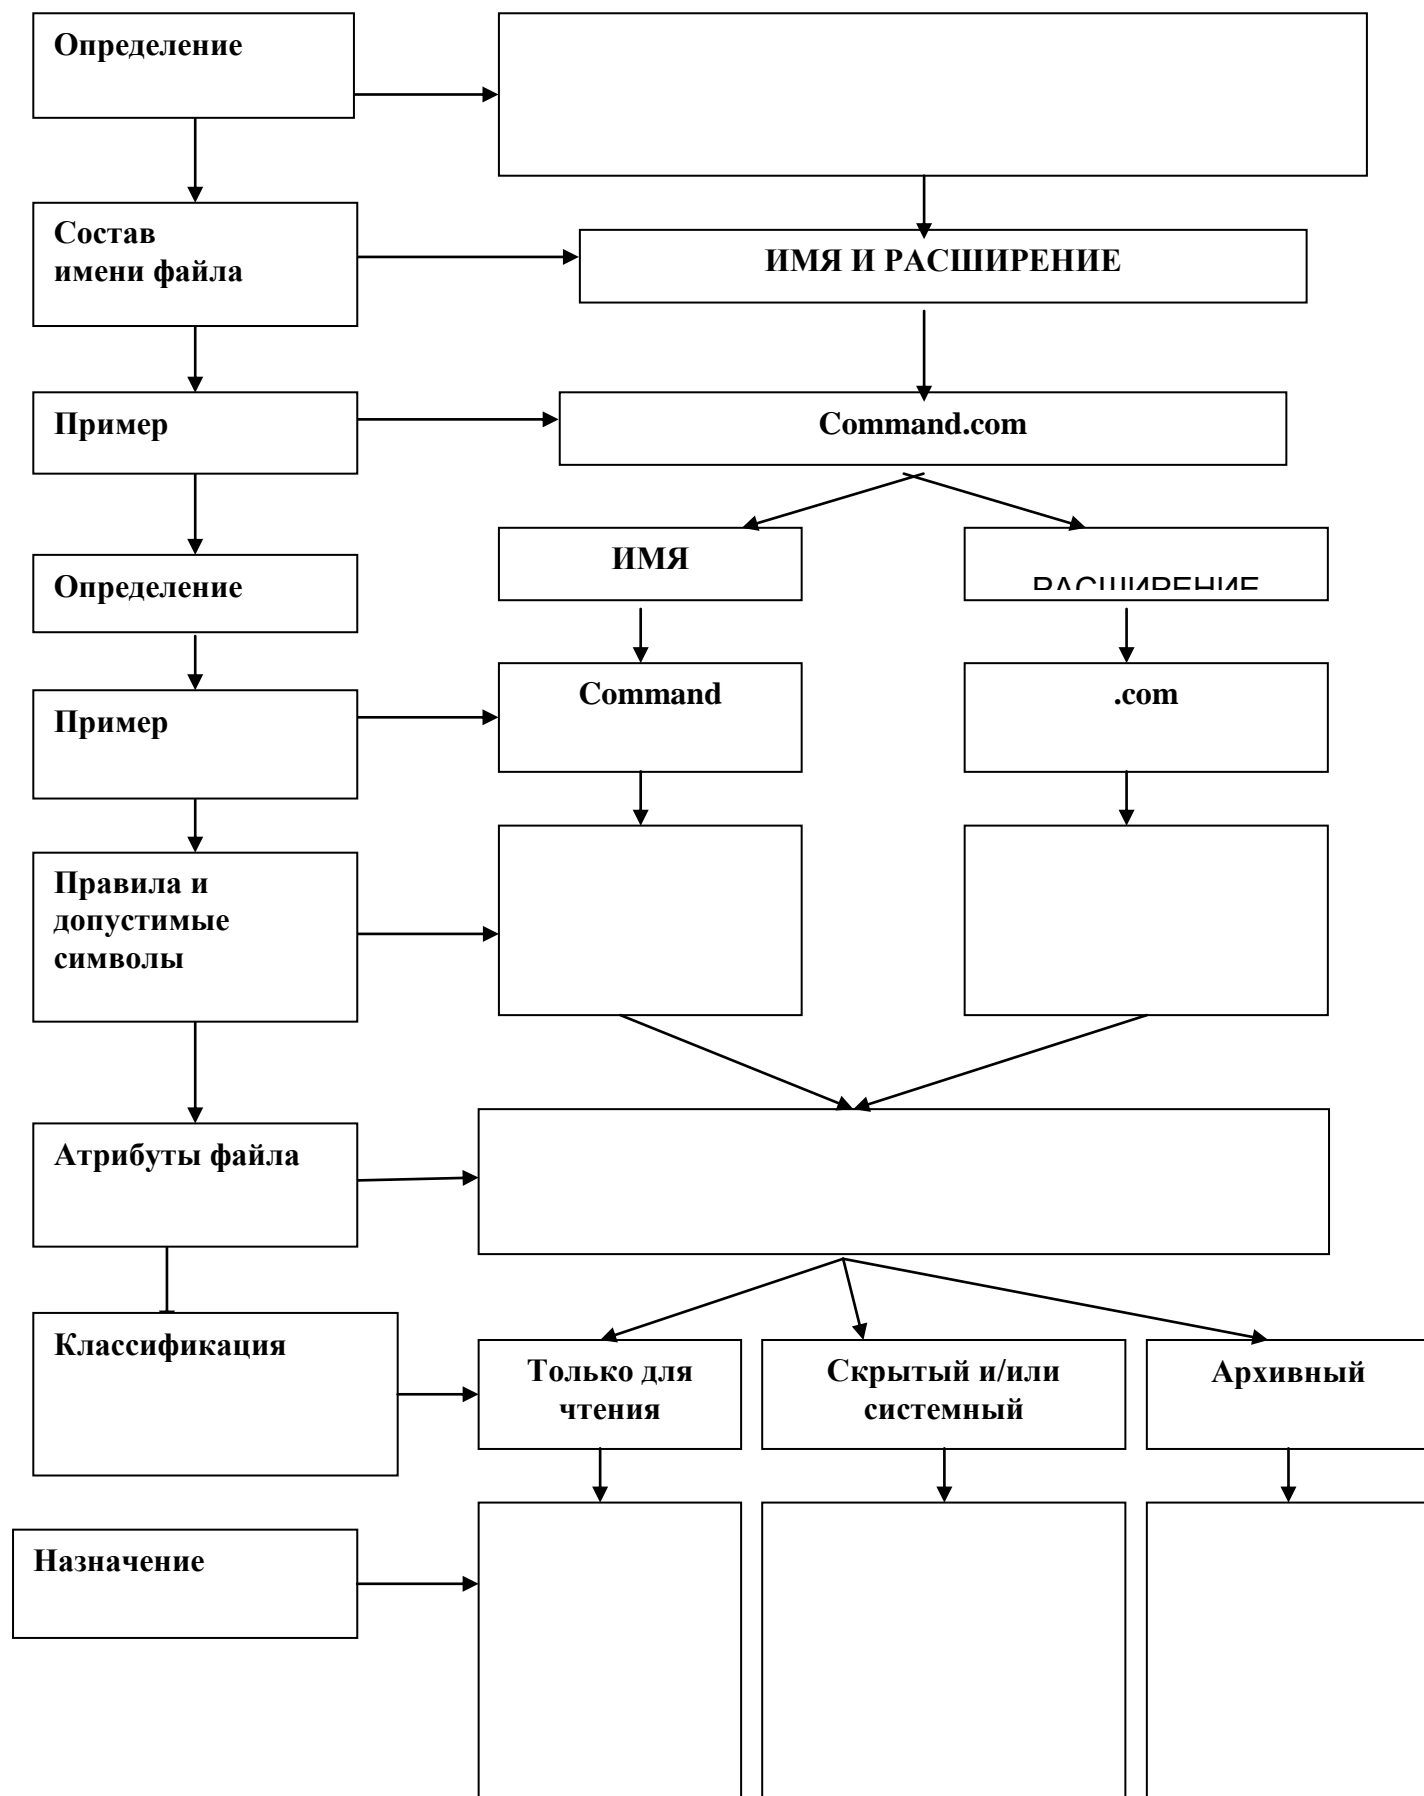 Определение
Состав
имени файла
ИМЯ И РАСШИРЕНИЕ
Пример
Command.com
ИМЯ
РАСШИРЕНИЕ
Определение
Пример
Command
.com
Правила и
допустимые
символы
Атрибуты файла
Классификация
Только для
чтения
Скрытый и/или
системный
Архивный
Назначение